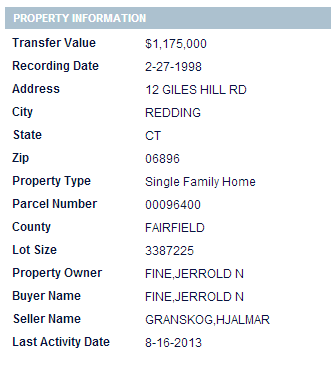 PROPERTY INFORMATION
Transfer Value $1,175,000
Recording Date 2-27-1998
Address 12 GILES HILL RD
City REDDING
State CT
Zip 06896
Property Type Single Family Home
Parcel Number 00096400
County FAIRFIELD
Lot Size 3387225
Property Owner FINE,JERROLD N
Buyer Name FINE,JERROLD N
Seller Name GRANSKOG,HJALMAR
Last Activity Date 8-16-2013